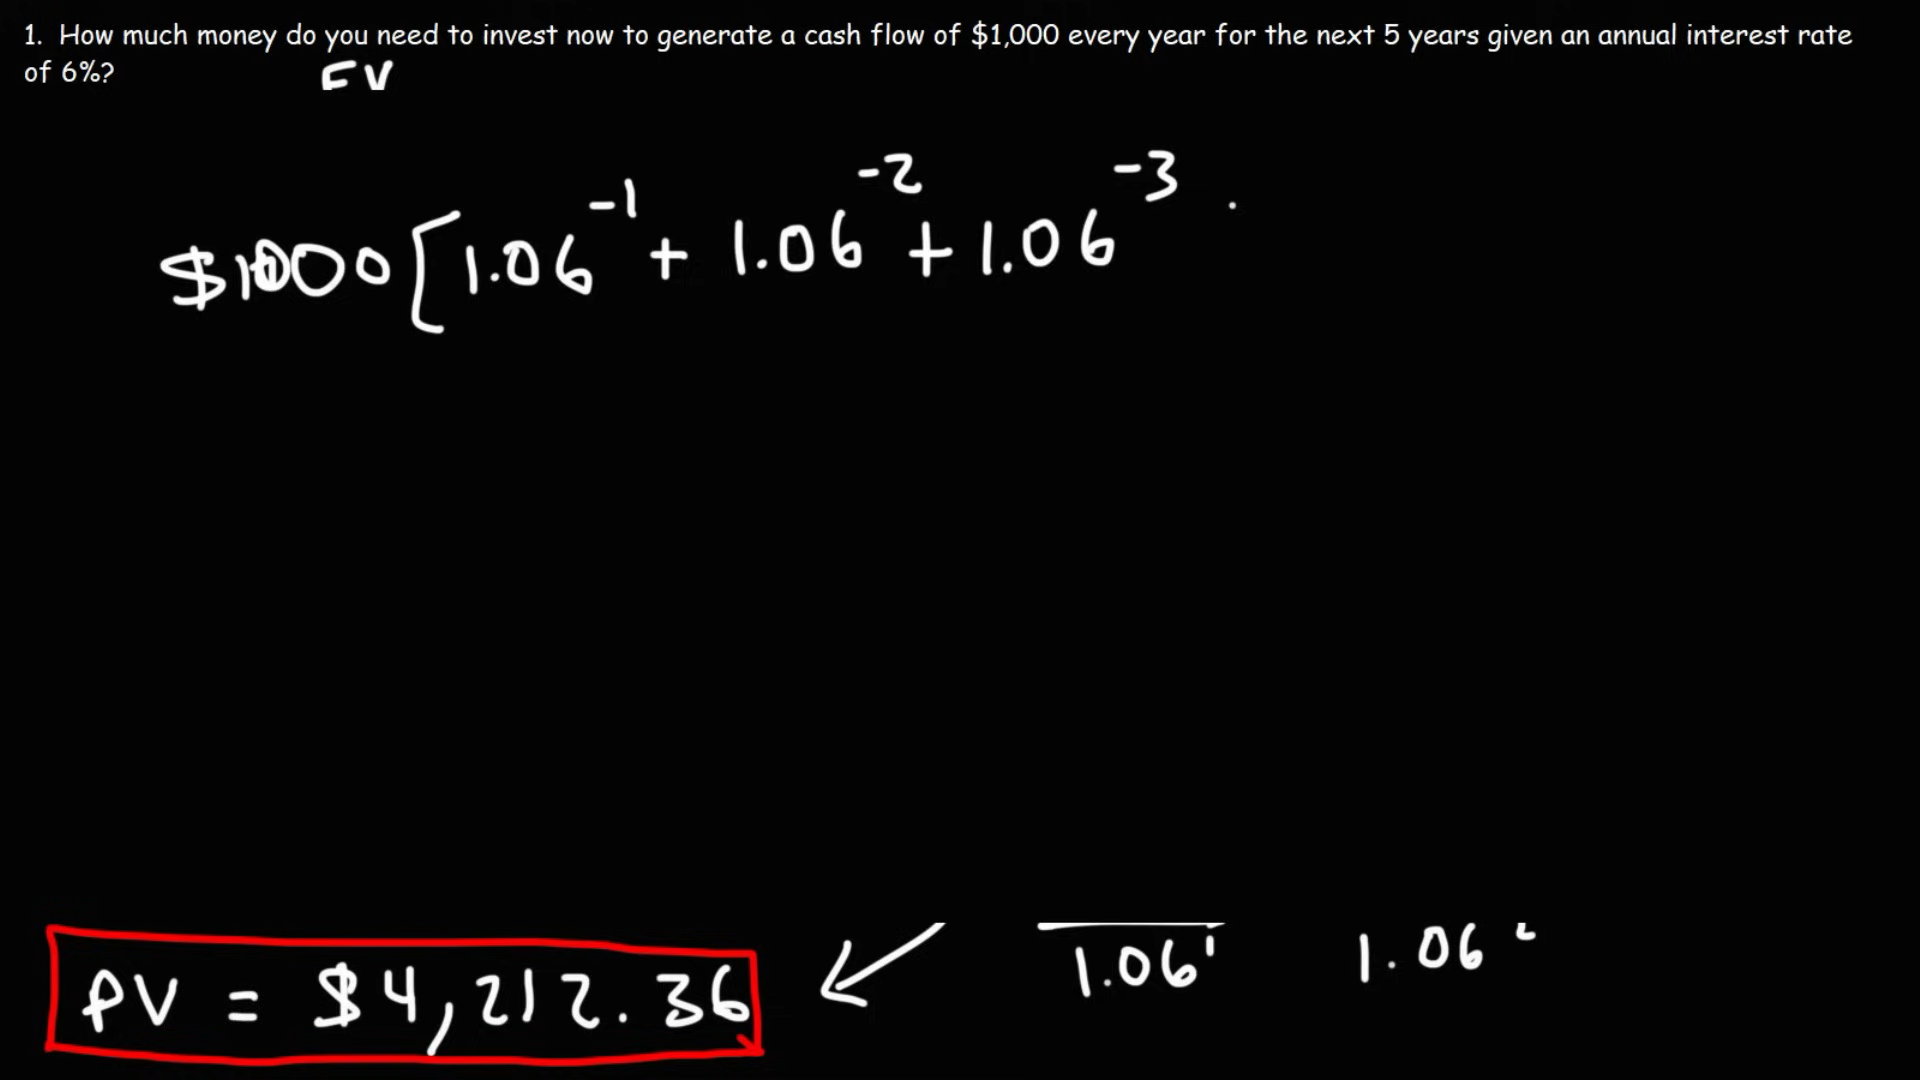 1. How much money do you need to invest now to generate a cash flow of $1,000 every year for the next 5 years given an annual interest rate
of 6%? FV
$1000[1.06⁻¹ + 1.06⁻² + 1.06⁻³ .
1.06¹ 1.06²
PV = $4,212.36